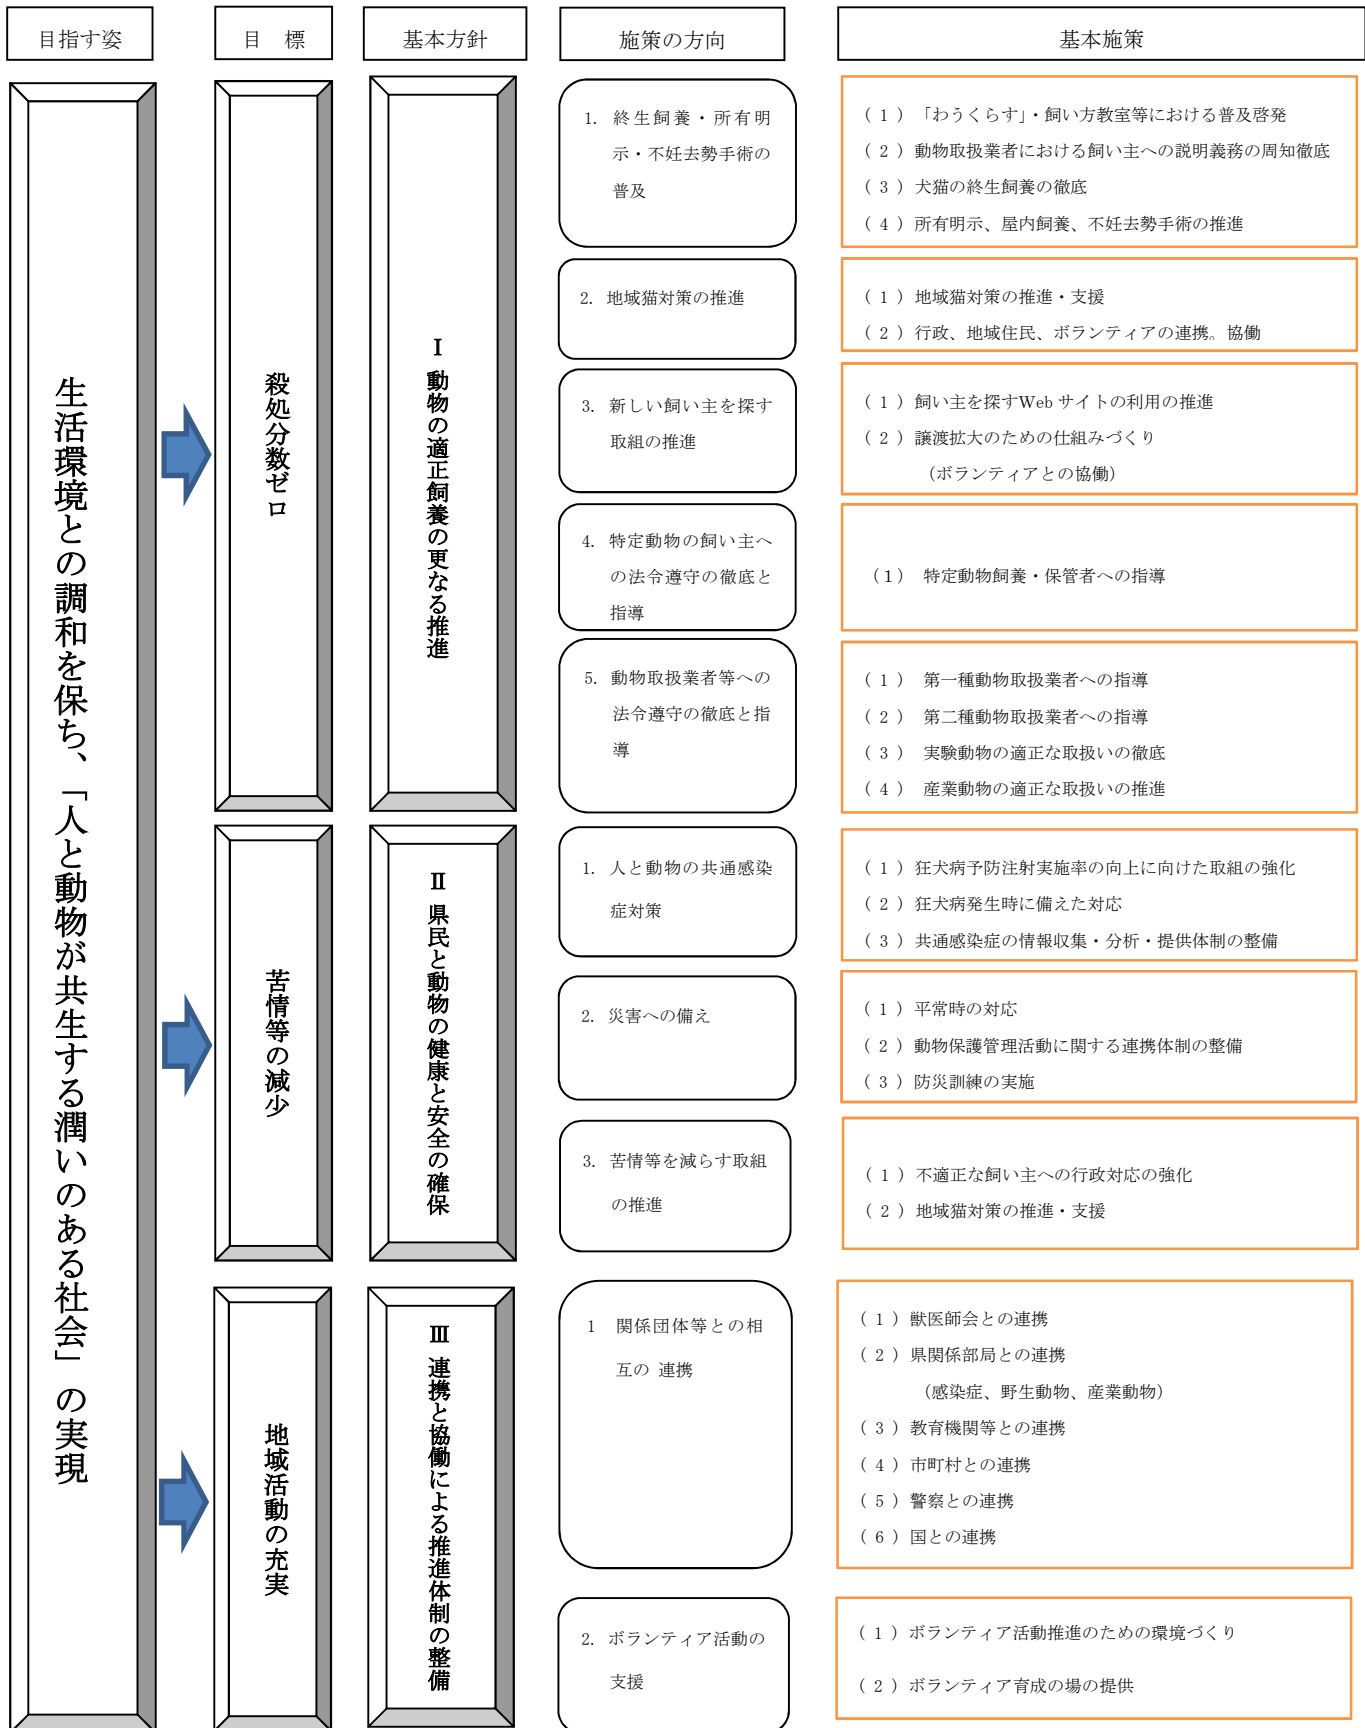 目指す姿
目　標
基本方針
施策の方向
基本施策
生活環境との調和を保ち、「人と動物が共生する潤いのある社会」の実現
殺処分数ゼロ
Ⅰ 動物の適正飼養の更なる推進
1. 終生飼養・所有明
示・不妊去勢手術の
普及
（1）「わうくらす」・飼い方教室等における普及啓発
（2）動物取扱業者における飼い主への説明義務の周知徹底
（3）犬猫の終生飼養の徹底
（4）所有明示、屋内飼養、不妊去勢手術の推進
2. 地域猫対策の推進
（1）地域猫対策の推進・支援
（2）行政、地域住民、ボランティアの連携。協働
3. 新しい飼い主を探す
取組の推進
（1）飼い主を探すWeb サイトの利用の推進
（2）譲渡拡大のための仕組みづくり
（ボランティアとの協働）
4. 特定動物の飼い主へ
の法令遵守の徹底と
指導
（1） 特定動物飼養・保管者への指導
5. 動物取扱業者等への
法令遵守の徹底と指
導
（1） 第一種動物取扱業者への指導
（2） 第二種動物取扱業者への指導
（3） 実験動物の適正な取扱いの徹底
（4） 産業動物の適正な取扱いの推進
苦情等の減少
Ⅱ 県民と動物の健康と安全の確保
1. 人と動物の共通感染
症対策
（1）狂犬病予防注射実施率の向上に向けた取組の強化
（2）狂犬病発生時に備えた対応
（3）共通感染症の情報収集・分析・提供体制の整備
2. 災害への備え
（1）平常時の対応
（2）動物保護管理活動に関する連携体制の整備
（3）防災訓練の実施
3. 苦情等を減らす取組
の推進
（1）不適正な飼い主への行政対応の強化
（2）地域猫対策の推進・支援
地域活動の充実
Ⅲ 連携と協働による推進体制の整備
1 関係団体等との相
互の 連携
（1）獣医師会との連携
（2）県関係部局との連携
（感染症、野生動物、産業動物）
（3）教育機関等との連携
（4）市町村との連携
（5）警察との連携
（6）国との連携
2. ボランティア活動の
支援
（1）ボランティア活動推進のための環境づくり
（2）ボランティア育成の場の提供